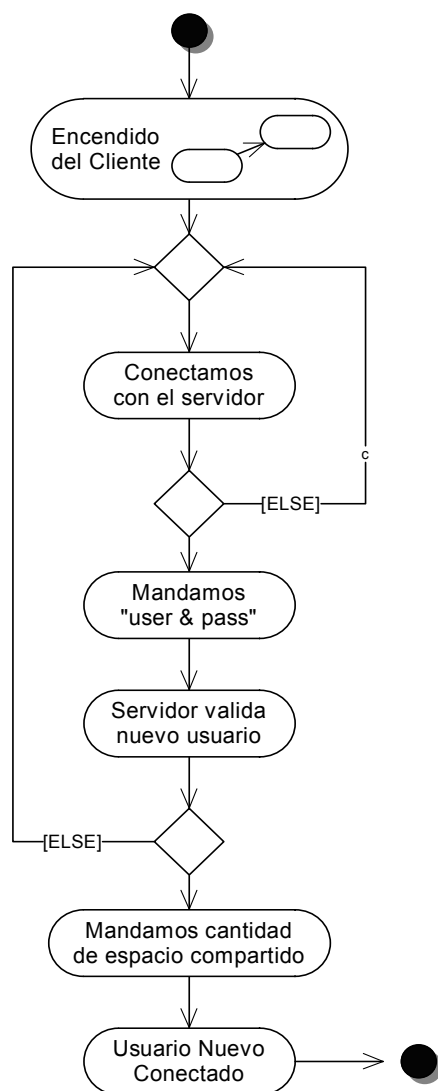 Encendido
del Cliente
Conectamos
con el servidor
c
[ELSE]
Mandamos
"user & pass"
Servidor valida
nuevo usuario
[ELSE]
Mandamos cantidad
de espacio compartido
Usuario Nuevo
Conectado